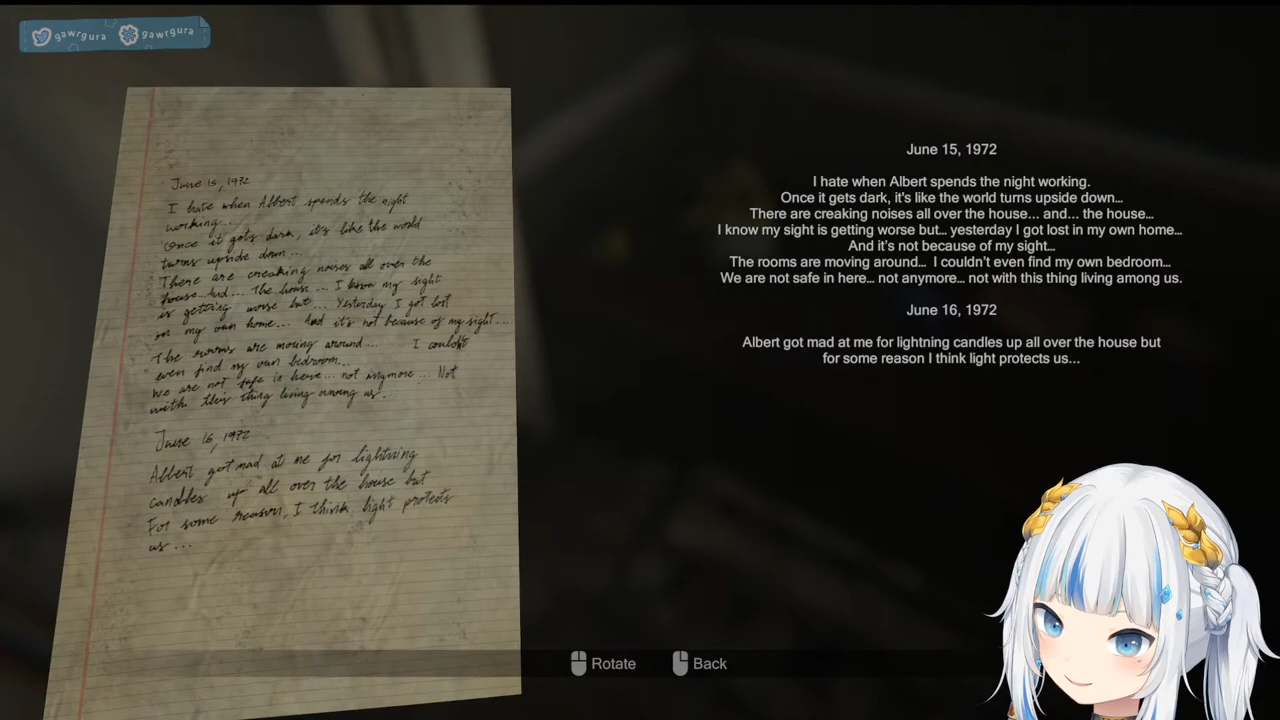 gawrgura gawrgura
June 15, 1972
I hate when Albert spends the night
working...
Once it gets dark, it's like the world
turns upside down...
There are creaking noises all over the
house... And... The house... I know my sight
is getting worse but... Yesterday I got lost
in my own home... And it's not because of my sight...
The rooms are moving around... I couldn't
even find my own bedroom...
We are not safe in here... not anymore... Not
with this thing living among us.
June 16, 1972
Albert got mad at me for lightning
candles up all over the house but
For some reason, I think light protects
us...
June 15, 1972
I hate when Albert spends the night working.
Once it gets dark, it's like the world turns upside down...
There are creaking noises all over the house... and... the house...
I know my sight is getting worse but... yesterday I got lost in my own home...
And it's not because of my sight...
The rooms are moving around... I couldn't even find my own bedroom...
We are not safe in here... not anymore... not with this thing living among us.
June 16, 1972
Albert got mad at me for lightning candles up all over the house but
for some reason I think light protects us...
Rotate Back